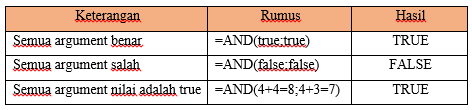 Keterangan Rumus Hasil
Semua argument benar =AND(true;true) TRUE
Semua argument salah =AND(false;false) FALSE
Semua argument nilai adalah true =AND(4+4=8;4+3=7) TRUE